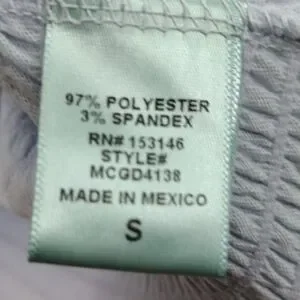 97% POLYESTER
3% SPANDEX
RN# 153146
STYLE#
MCGD4138
MADE IN MEXICO
S